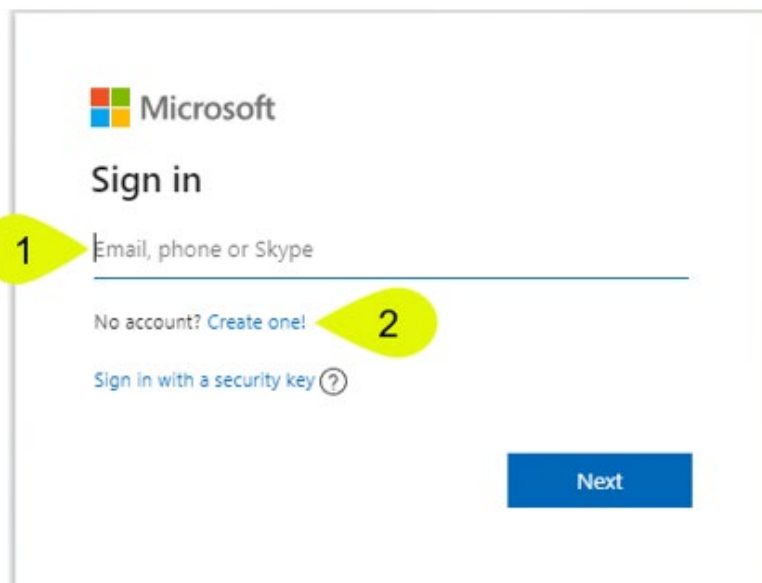 Microsoft
Sign in
1
Email, phone or Skype
No account? Create one!
2
Sign in with a security key
?
Next